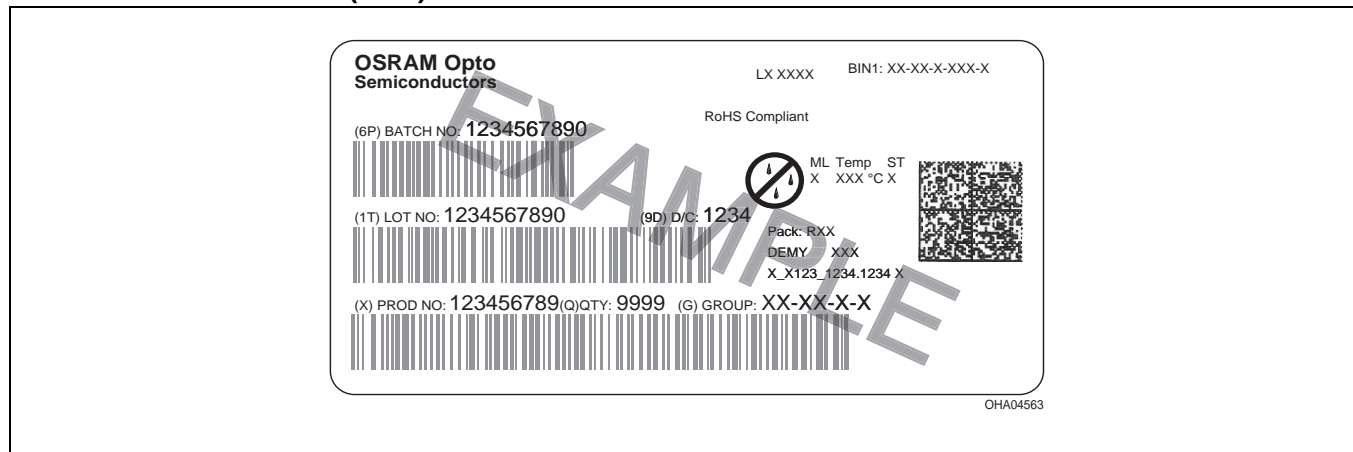 OSRAM Opto
Semiconductors
LX XXXX
BIN1: XX-XX-X-XXX-X
RoHS Compliant
(6P) BATCH NO: 1234567890
ML Temp ST
X XXX °C X
(1T) LOT NO: 1234567890 (9D) D/C: 1234
Pack: RXX
DEMY XXX
X_X123_1234.1234 X
(X) PROD NO: 123456789(Q)QTY: 9999 (G) GROUP: XX-XX-X-X
EXAMPLE
OHA04563